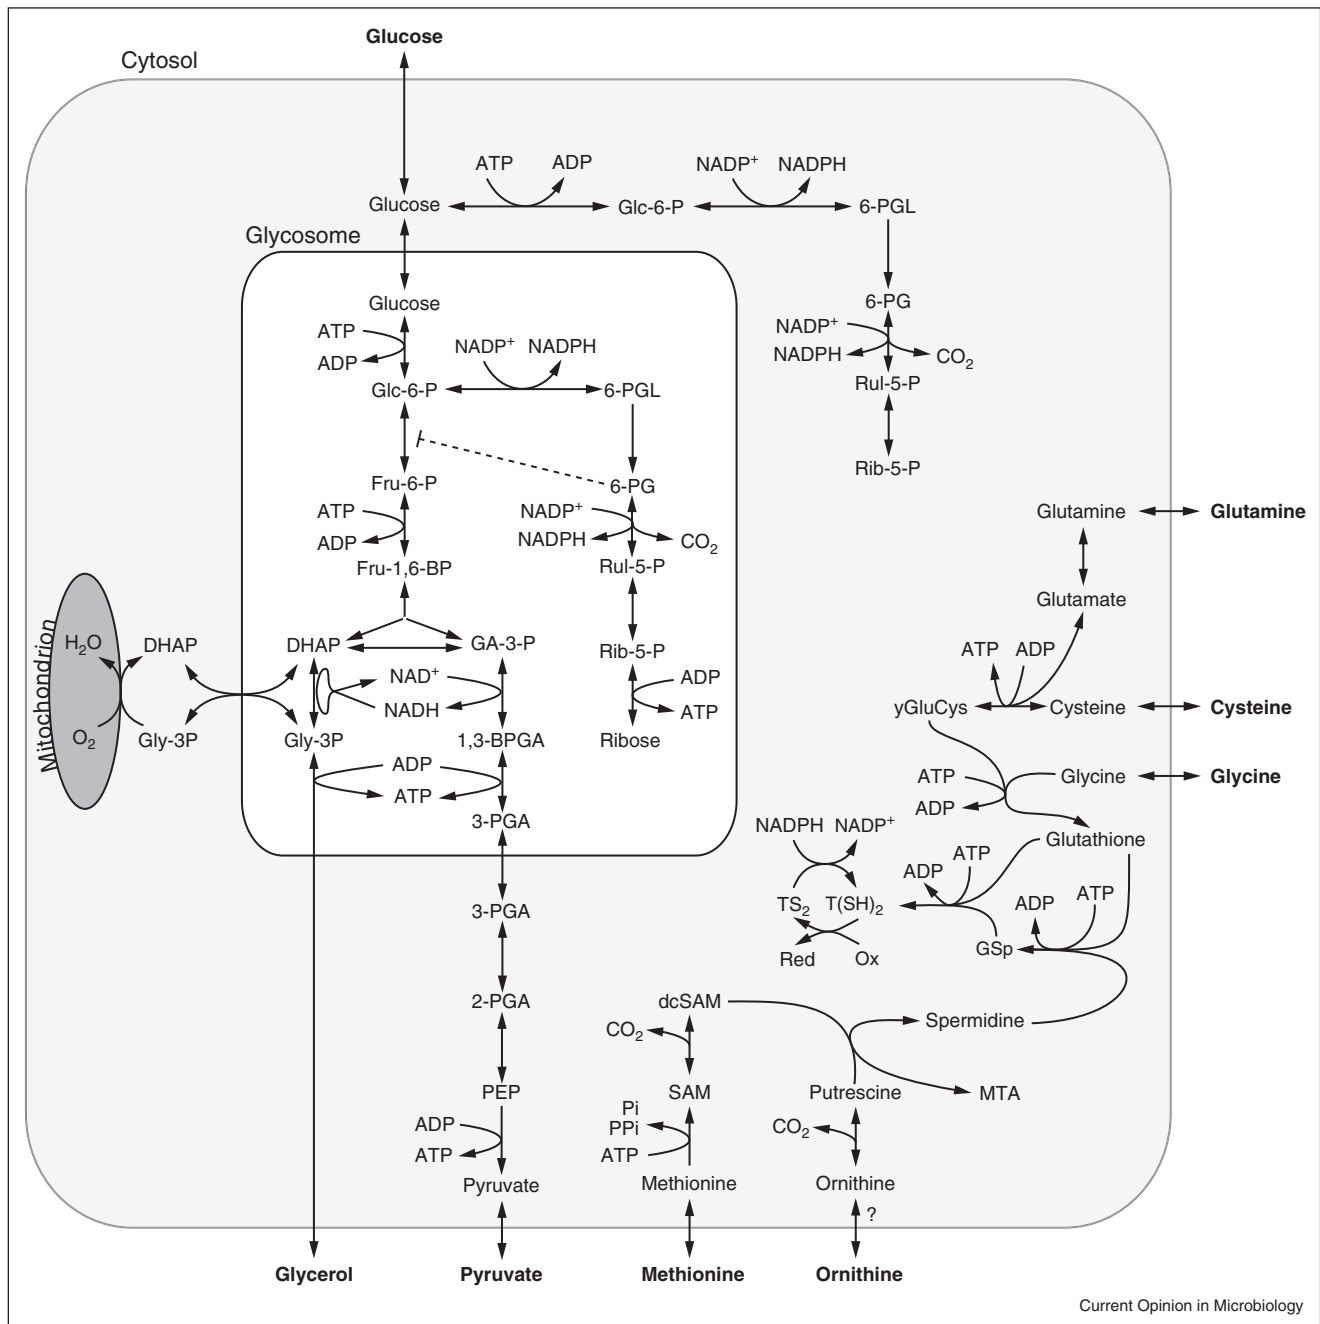 Glucose
Cytosol
ATP ADP NADP+ NADPH
Glucose Glc-6-P 6-PGL
Glycosome
Glucose 6-PG
ATP NADP+
ADP NADP+ NADPH NADPH CO2
Glc-6-P 6-PGL Rul-5-P
Rib-5-P
Fru-6-P 6-PG
ATP NADP+ Glutamine Glutamine
ADP NADPH CO2
Fru-1,6-BP Rul-5-P
Glutamate
Mitochondrion
H2O DHAP DHAP GA-3-P Rib-5-P ATP ADP
NAD+ ADP
NADH ATP yGluCys Cysteine Cysteine
O2 Gly-3P Gly-3P 1,3-BPGA Ribose
ADP ATP Glycine Glycine
ATP ADP
3-PGA NADPH NADP+ Glutathione
ADP ATP
3-PGA TS2 T(SH)2 ADP ATP
Red Ox GSp
2-PGA dcSAM Spermidine
CO2
PEP SAM Putrescine MTA
Pi
ADP PPi CO2
ATP ATP
Pyruvate Methionine Ornithine
?
Glycerol Pyruvate Methionine Ornithine
Current Opinion in Microbiology